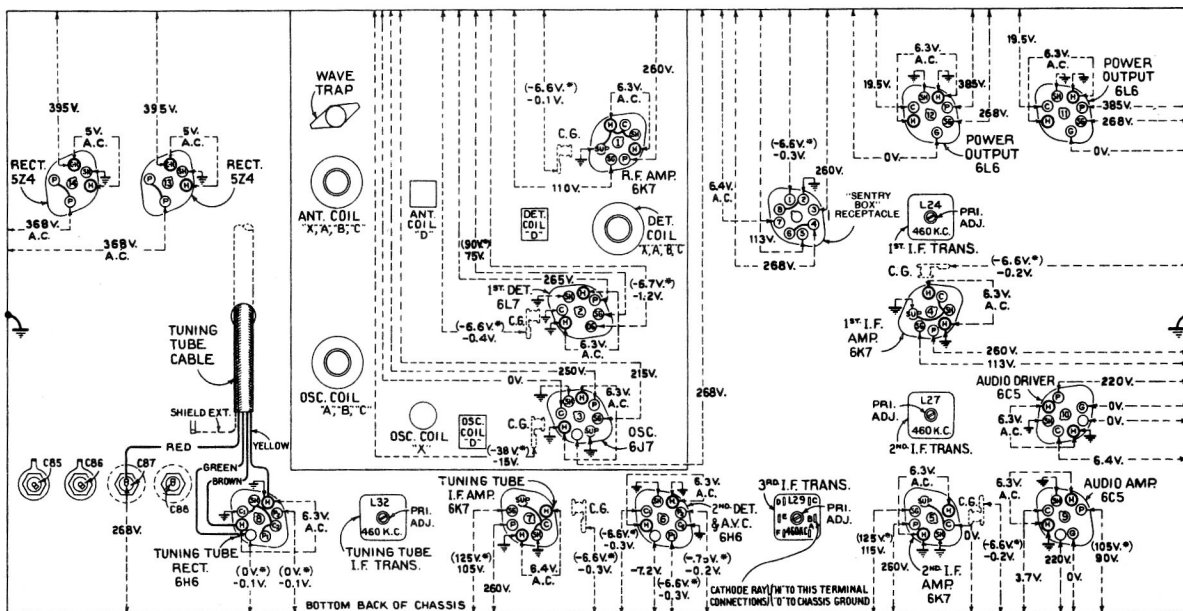 395V.
395V.
5V.
A.C.
5V.
A.C.
RECT.
5Z4
14
13
RECT.
5Z4
368V.
A.C.
368V.
A.C.
WAVE
TRAP
ANT. COIL
"X","A","B","C"
ANT.
COIL
"D"
DET.
COIL
"D"
DET.
COIL
"X,"A,"B,"C
(-6.6V.*)
-0.1V.
6.3V.
A.C.
260V.
C.G.
110V.
R.F. AMP.
6K7
(90V.*)
75V.
265V.
1ST. DET.
6L7
(-6.7V.*)
-1.2V.
C.G.
(-6.6V.*)
-0.4V.
6.3V.
A.C.
OSC. COIL
"A,"B,"C"
OSC. COIL
"X"
OSC.
COIL
"D"
0V.
250V.
215V.
6.3V.
A.C.
C.G.
OSC.
6J7
(-38V.*)
-15V.
268V.
TUNING
TUBE
CABLE
SHIELD EXT.
RED
YELLOW
GREEN
BROWN
C85
C86
C87
C88
268V.
TUNING TUBE
RECT.
6H6
6.3V.
A.C.
(0V.*)
-0.1V.
(0V.*)
-0.1V.
L32
460 K.C.
PRI.
ADJ.
TUNING TUBE
I.F. TRANS.
BOTTOM BACK OF CHASSIS
TUNING TUBE
I.F. AMP.
6K7
C.G.
(125V.*)
105V.
260V.
6.4V.
A.C.
(-6.6V.*)
-0.3V.
(-6.6V.*)
-0.3V.
6.3V.
A.C.
2ND. DET.
& A.V.C.
6H6
-7.2V.
(-6.6V.*)
-0.3V.
(-.75V.*)
-0.2V.
3RD. I.F. TRANS.
L29
460 K.C.
PRI.
ADJ.
CATHODE RAY "H" TO THIS TERMINAL
CONNECTIONS "O" TO CHASSIS GROUND
19.5V.
6.3V.
A.C.
385V.
268V.
0V.
POWER
OUTPUT
6L6
19.5V.
6.3V.
A.C.
POWER
OUTPUT
6L6
385V.
268V.
0V.
(-6.6V.*)
-0.3V.
260V.
6.4V.
A.C.
113V.
268V.
"SENTRY
BOX"
RECEPTACLE
L24
460 K.C.
PRI.
ADJ.
1ST. I.F. TRANS.
C.G.
(-6.6V.*)
-0.2V.
6.3V.
A.C.
1ST. I.F.
AMP.
6K7
260V.
113V.
L27
460 K.C.
PRI.
ADJ.
2ND. I.F. TRANS.
AUDIO DRIVER
6C5
220V.
0V.
0V.
6.3V.
A.C.
6.4V.
6.3V.
A.C.
C.G.
0V.
(125V.*)
115V.
260V.
2ND. I.F.
AMP.
6K7
(-6.6V.*)
-0.2V.
6.3V.
A.C.
AUDIO AMP.
6C5
(105V.*)
90V.
3.7V.
220V.
0V.